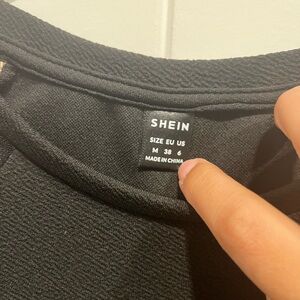 SHEIN
SIZE EU US
M 38 6
MADE IN CHINA